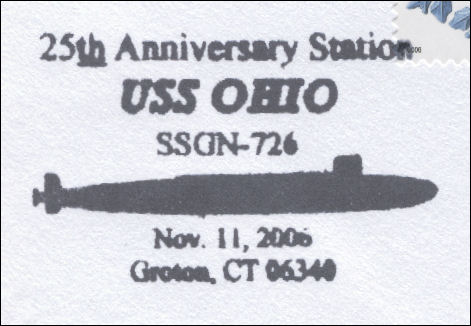 25th Anniversary Station
USS OHIO
SSGN-726
Nov. 11, 2006
Groton, CT 06340